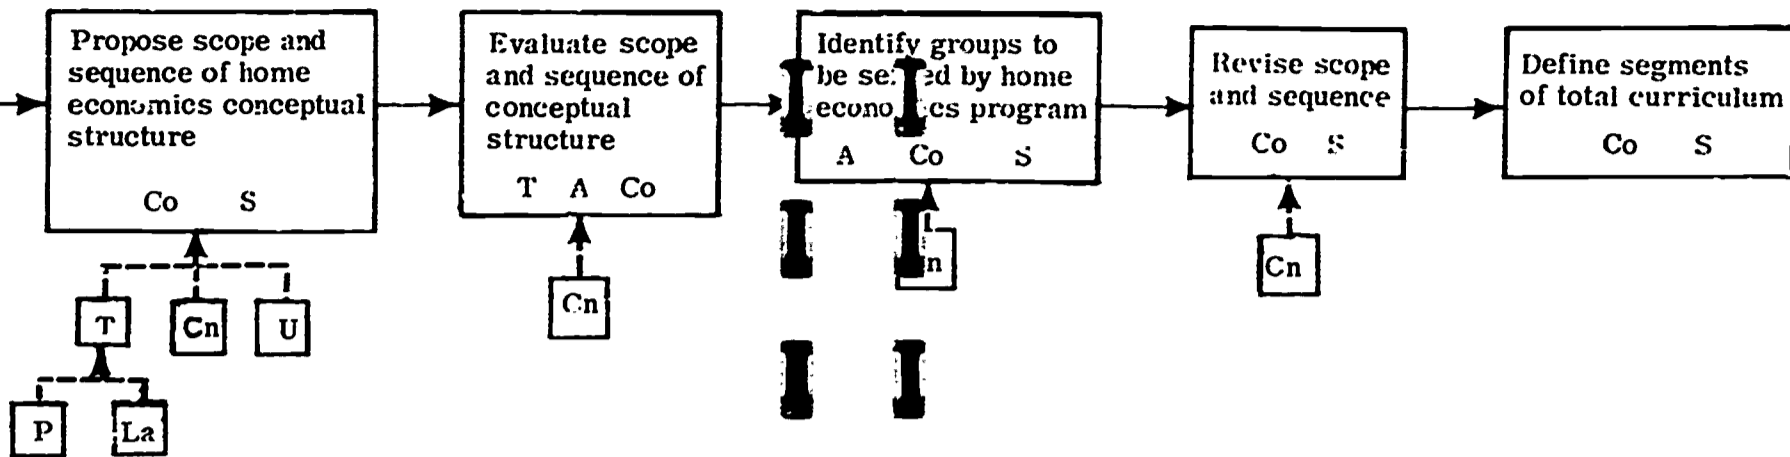 Propose scope and
sequence of home
economics conceptual
structure
Co S
Evaluate scope
and sequence of
conceptual
structure
T A Co
Identify groups to
be by home
program
A Co S
Revise scope
and sequence
Co S
Define segments
of total curriculum
Co S
T
Cn
U
P
La
Cn
Cn